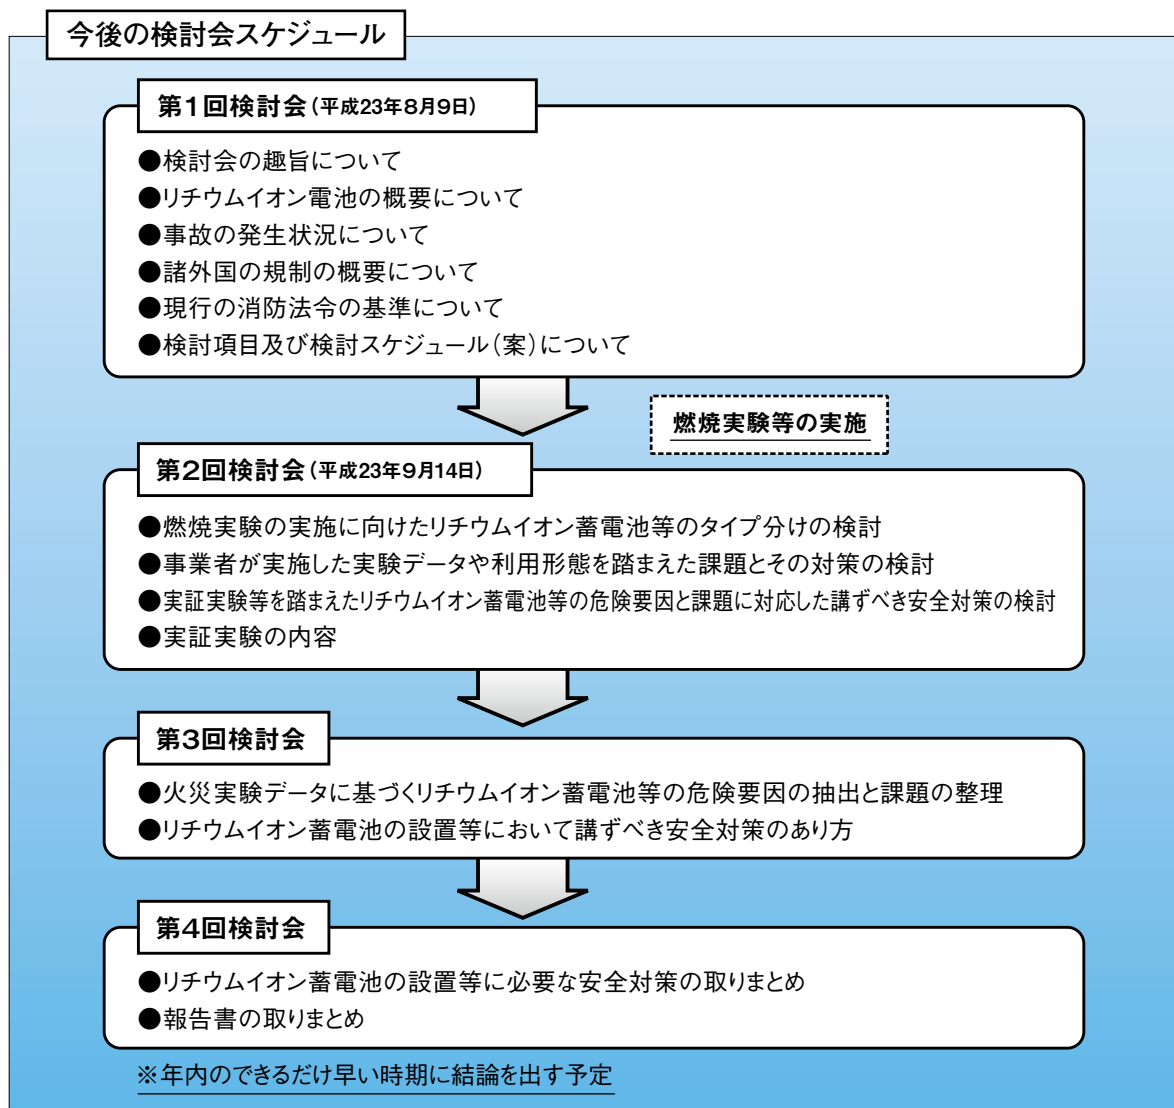 今後の検討会スケジュール
第1回検討会(平成23年8月9日)
●検討会の趣旨について
●リチウムイオン電池の概要について
●事故の発生状況について
●諸外国の規制の概要について
●現行の消防法令の基準について
●検討項目及び検討スケジュール(案)について
燃焼実験等の実施
第2回検討会(平成23年9月14日)
●燃焼実験の実施に向けたリチウムイオン蓄電池等のタイプ分けの検討
●事業者が実施した実験データや利用形態を踏まえた課題とその対策の検討
●実証実験等を踏まえたリチウムイオン蓄電池等の危険要因と課題に対応した講ずべき安全対策の検討
●実証実験の内容
第3回検討会
●火災実験データに基づくリチウムイオン蓄電池等の危険要因の抽出と課題の整理
●リチウムイオン蓄電池の設置等において講ずべき安全対策のあり方
第4回検討会
●リチウムイオン蓄電池の設置等に必要な安全対策の取りまとめ
●報告書の取りまとめ
※年内のできるだけ早い時期に結論を出す予定